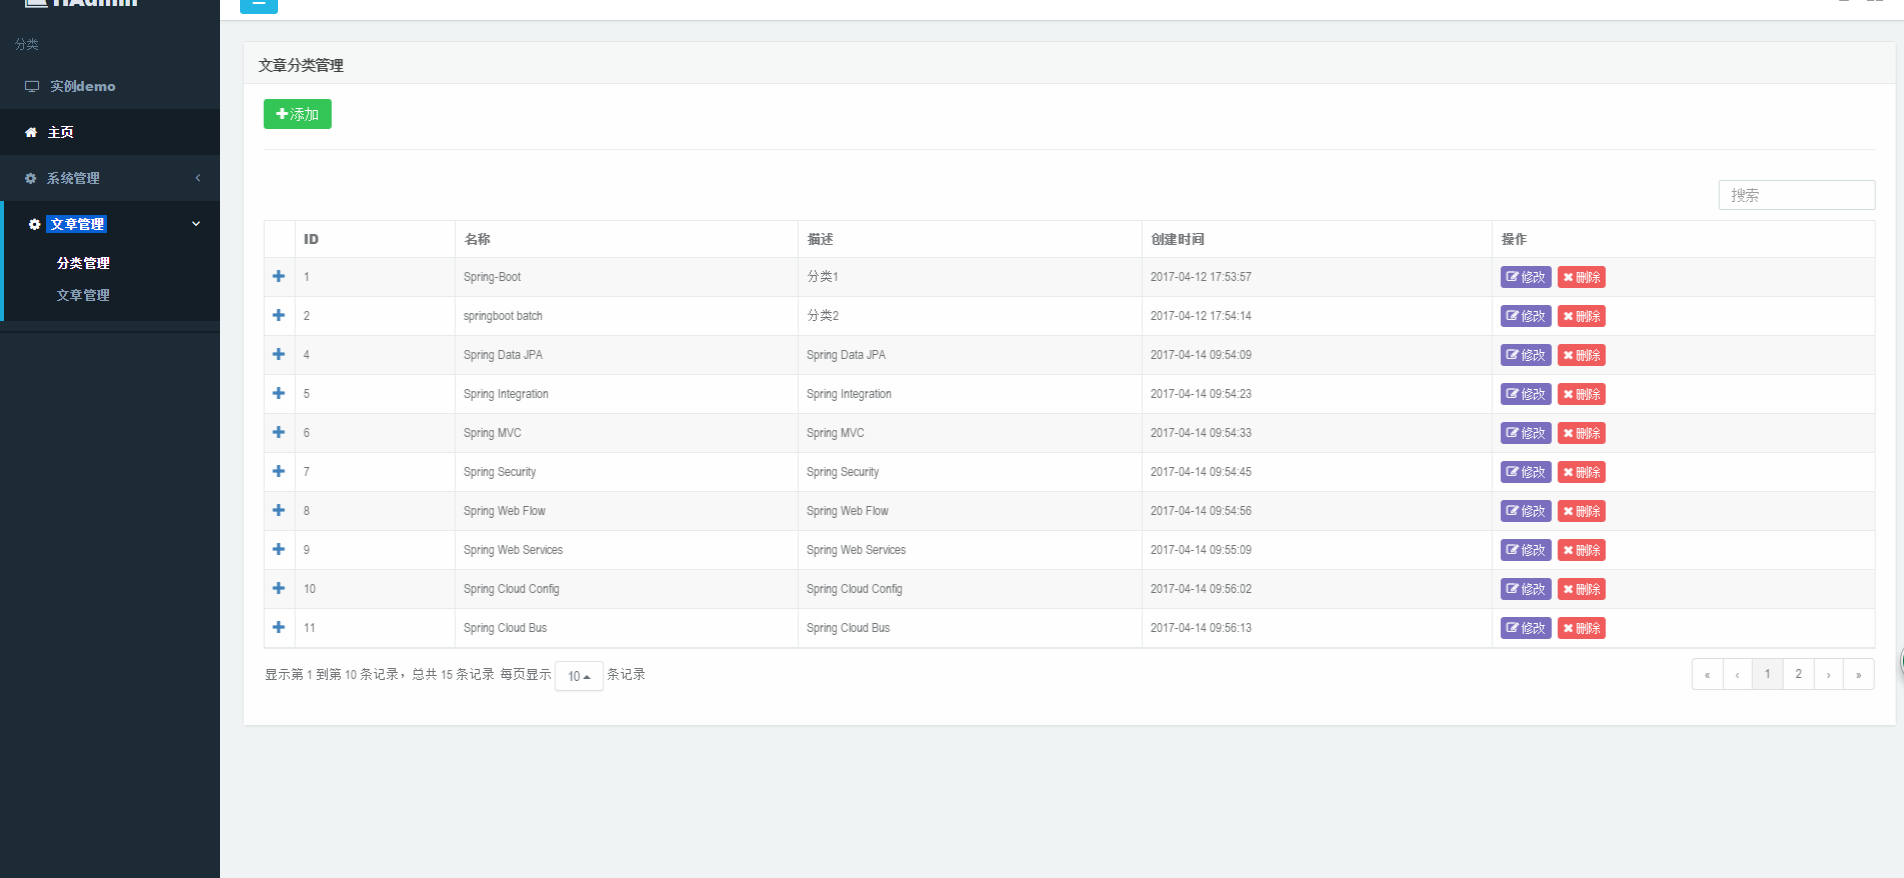 分类
实例demo
主页
系统管理
文章管理
分类管理
文章管理
文章分类管理
添加
搜索
ID 名称 描述 创建时间 操作
1 Spring-Boot 分类1 2017-04-12 17:53:57 修改 删除
2 springboot batch 分类2 2017-04-12 17:54:14 修改 删除
4 Spring Data JPA Spring Data JPA 2017-04-14 09:54:09 修改 删除
5 Spring Integration Spring Integration 2017-04-14 09:54:23 修改 删除
6 Spring MVC Spring MVC 2017-04-14 09:54:33 修改 删除
7 Spring Security Spring Security 2017-04-14 09:54:45 修改 删除
8 Spring Web Flow Spring Web Flow 2017-04-14 09:54:56 修改 删除
9 Spring Web Services Spring Web Services 2017-04-14 09:55:09 修改 删除
10 Spring Cloud Config Spring Cloud Config 2017-04-14 09:56:02 修改 删除
11 Spring Cloud Bus Spring Cloud Bus 2017-04-14 09:56:13 修改 删除
显示第 1 到第 10 条记录，总共 15 条记录 每页显示 10 条记录
« ‹ 1 2 › »